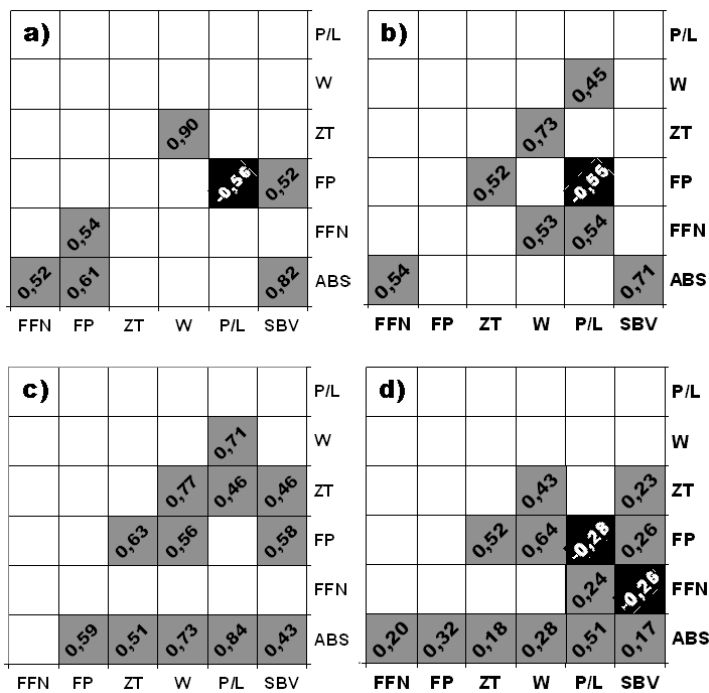 a)
P/L
W
0,90
ZT
-0,56 0,52
FP
0,54
FFN
0,52 0,61 0,82
ABS
FFN FP ZT W P/L SBV
b)
P/L
0,45
W
0,73
ZT
0,52 -0,55
FP
0,53 0,54
FFN
0,54 0,71
ABS
FFN FP ZT W P/L SBV
c)
P/L
0,71
W
0,77 0,46 0,46
ZT
0,63 0,56 0,58
FP
FFN
0,59 0,51 0,73 0,84 0,43
ABS
FFN FP ZT W P/L SBV
d)
P/L
W
0,43 0,23
ZT
0,52 0,64 -0,28 0,26
FP
0,24 -0,26
FFN
0,20 0,32 0,18 0,28 0,51 0,17
ABS
FFN FP ZT W P/L SBV